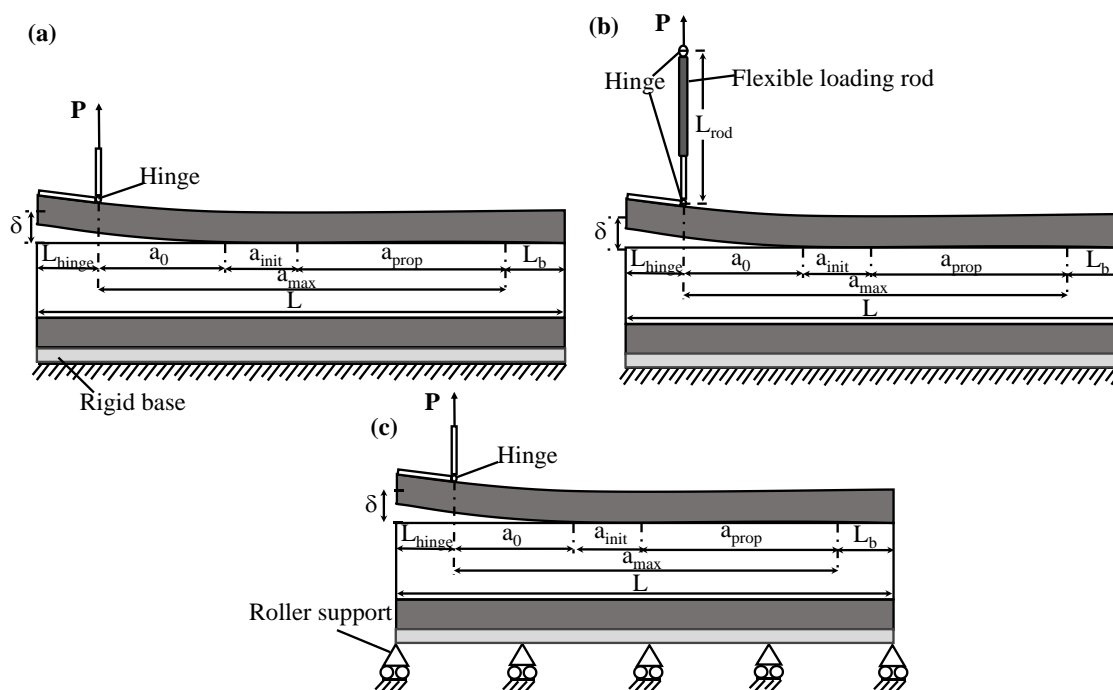 (a)
P
Hinge
δ
L_hinge
a_0
a_init
a_prop
L_b
a_max
L
Rigid base
(b)
P
Hinge
Flexible loading rod
L_rod
δ
L_hinge
a_0
a_init
a_prop
L_b
a_max
L
(c)
P
Hinge
δ
L_hinge
a_0
a_init
a_prop
L_b
a_max
L
Roller support